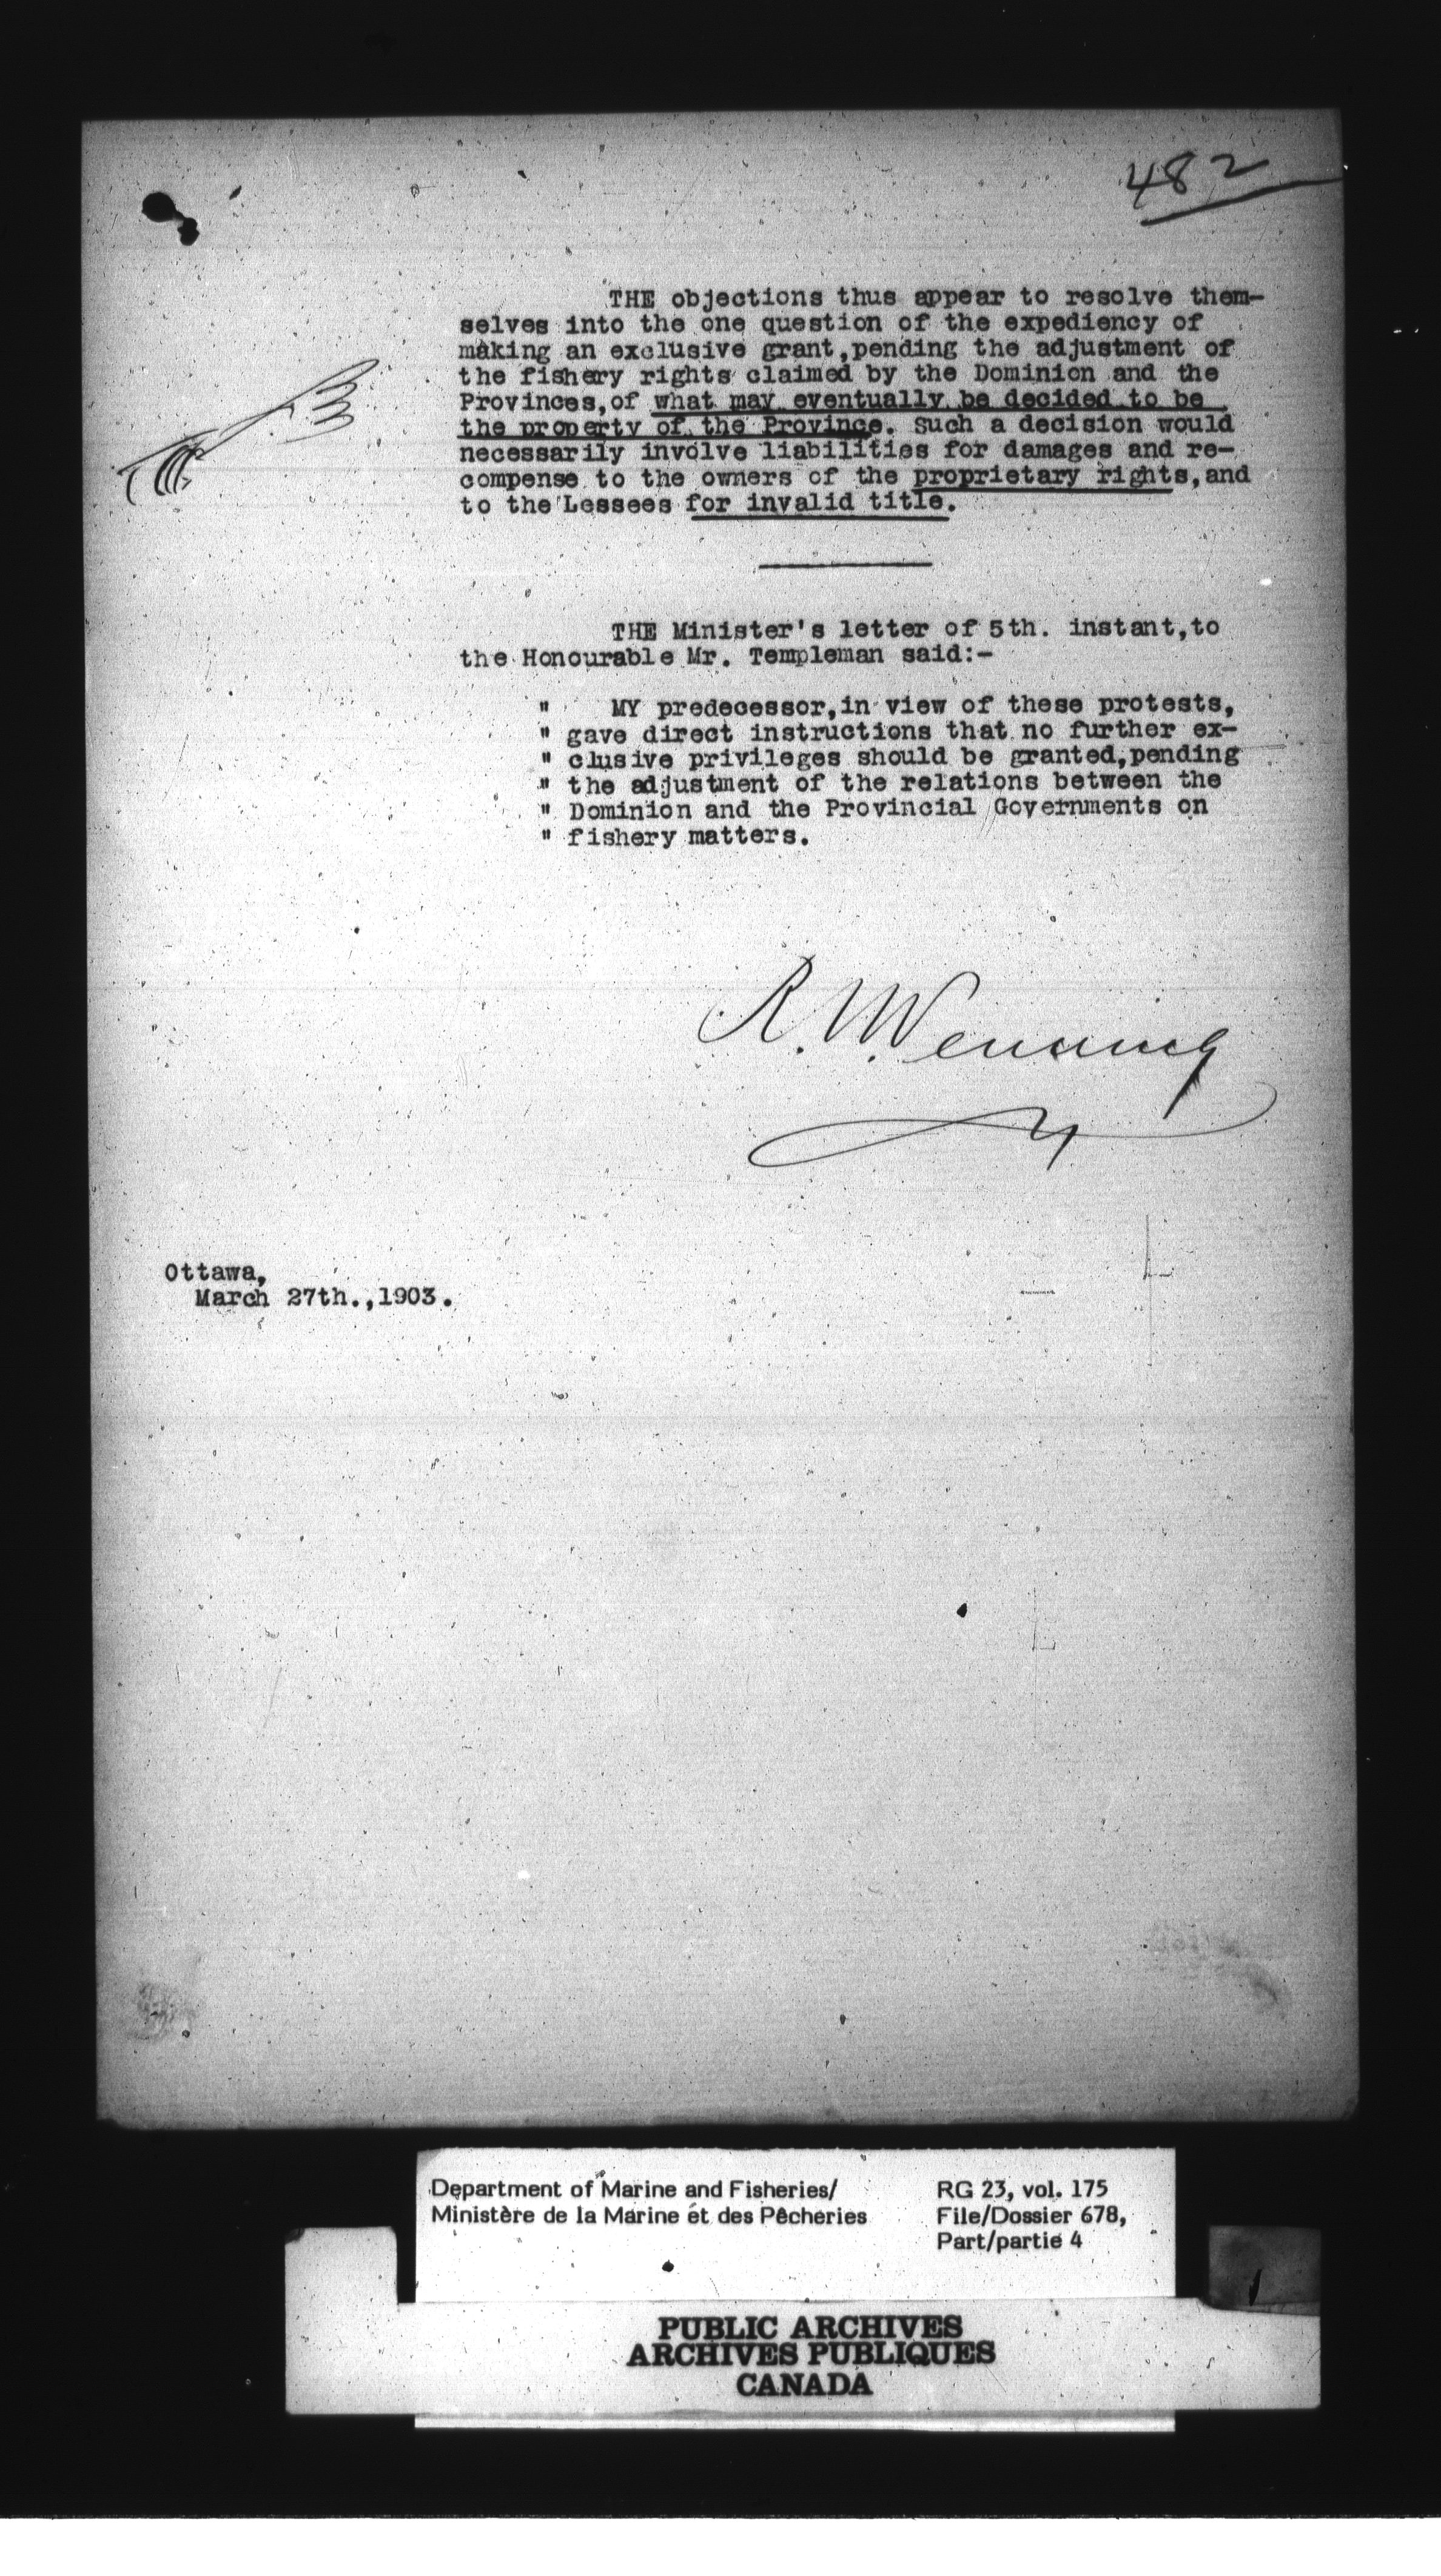 482
THE objections thus appear to resolve them-
selves into the one question of the expediency of
making an exclusive grant,pending the adjustment of
the fishery rights claimed by the Dominion and the
Provinces,of what may eventually be decided to be
the property of the Province. Such a decision would
necessarily involve liabilities for damages and re-
compense to the owners of the proprietary rights,and
to the Lessees for invalid title.
THE Minister's letter of 5th. instant,to
the Honourable Mr. Templeman said:-
" MY predecessor,in view of these protests,
" gave direct instructions that no further ex-
" clusive privileges should be granted,pending
" the adjustment of the relations between the
" Dominion and the Provincial Governments on
" fishery matters.
R. N. Venning
Ottawa,
March 27th.,1903.
Department of Marine and Fisheries/
Ministère de la Marine et des Pêcheries
RG 23, vol. 175
File/Dossier 678,
Part/partie 4
PUBLIC ARCHIVES
ARCHIVES PUBLIQUES
CANADA